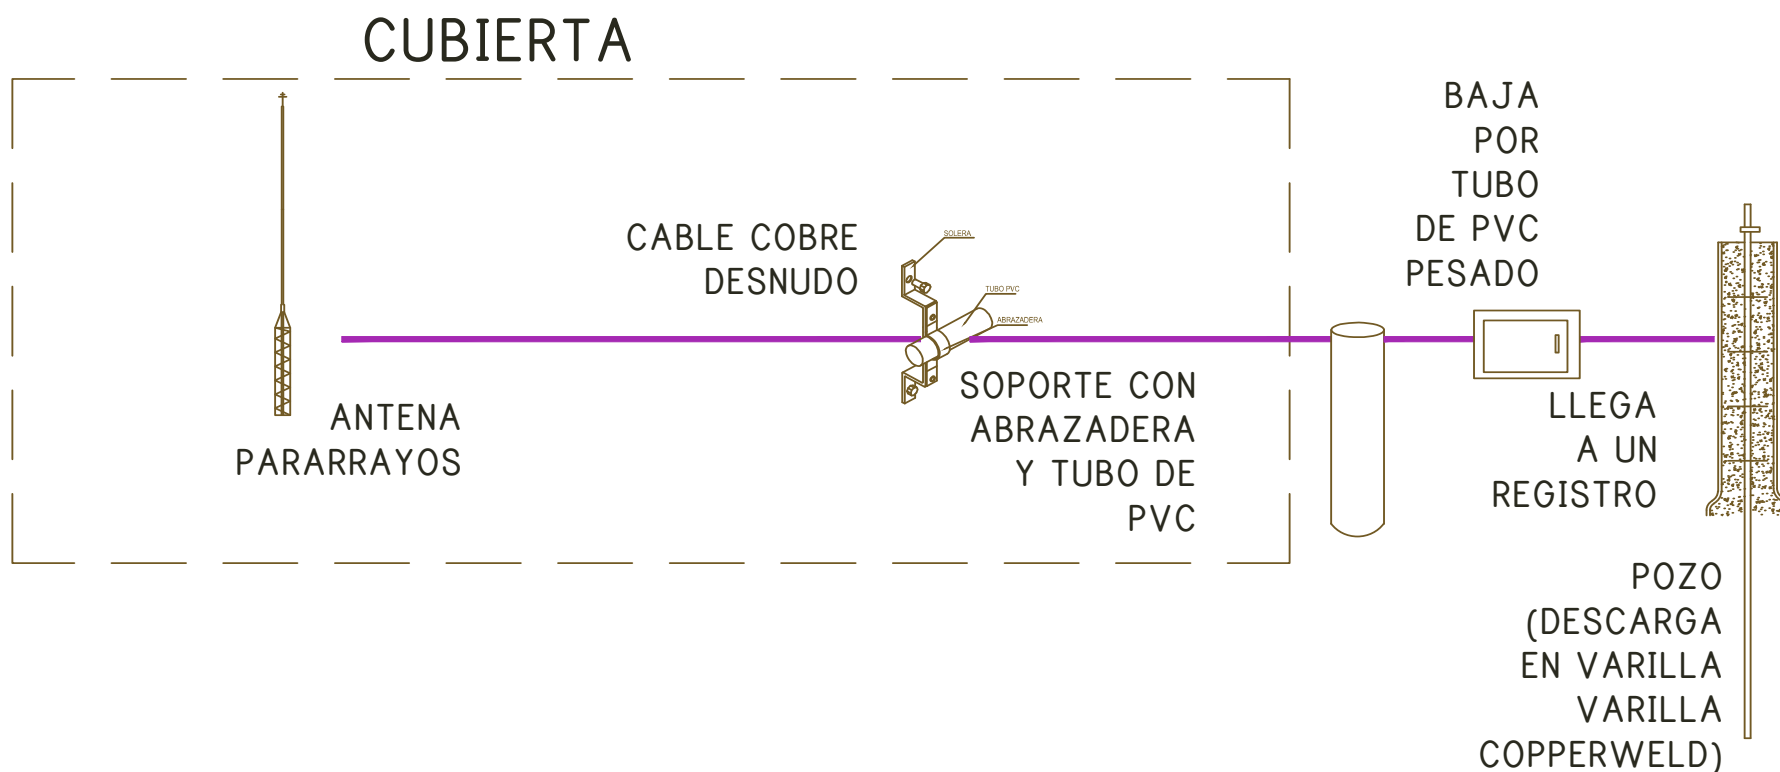 CUBIERTA
ANTENA
PARARRAYOS
CABLE COBRE
DESNUDO
SOLERA
TUBO PVC
ABRAZADERA
SOPORTE CON
ABRAZADERA
Y TUBO DE
PVC
BAJA
POR
TUBO
DE PVC
PESADO
LLEGA
A UN
REGISTRO
POZO
(DESCARGA
EN VARILLA
VARILLA
COPPERWELD)